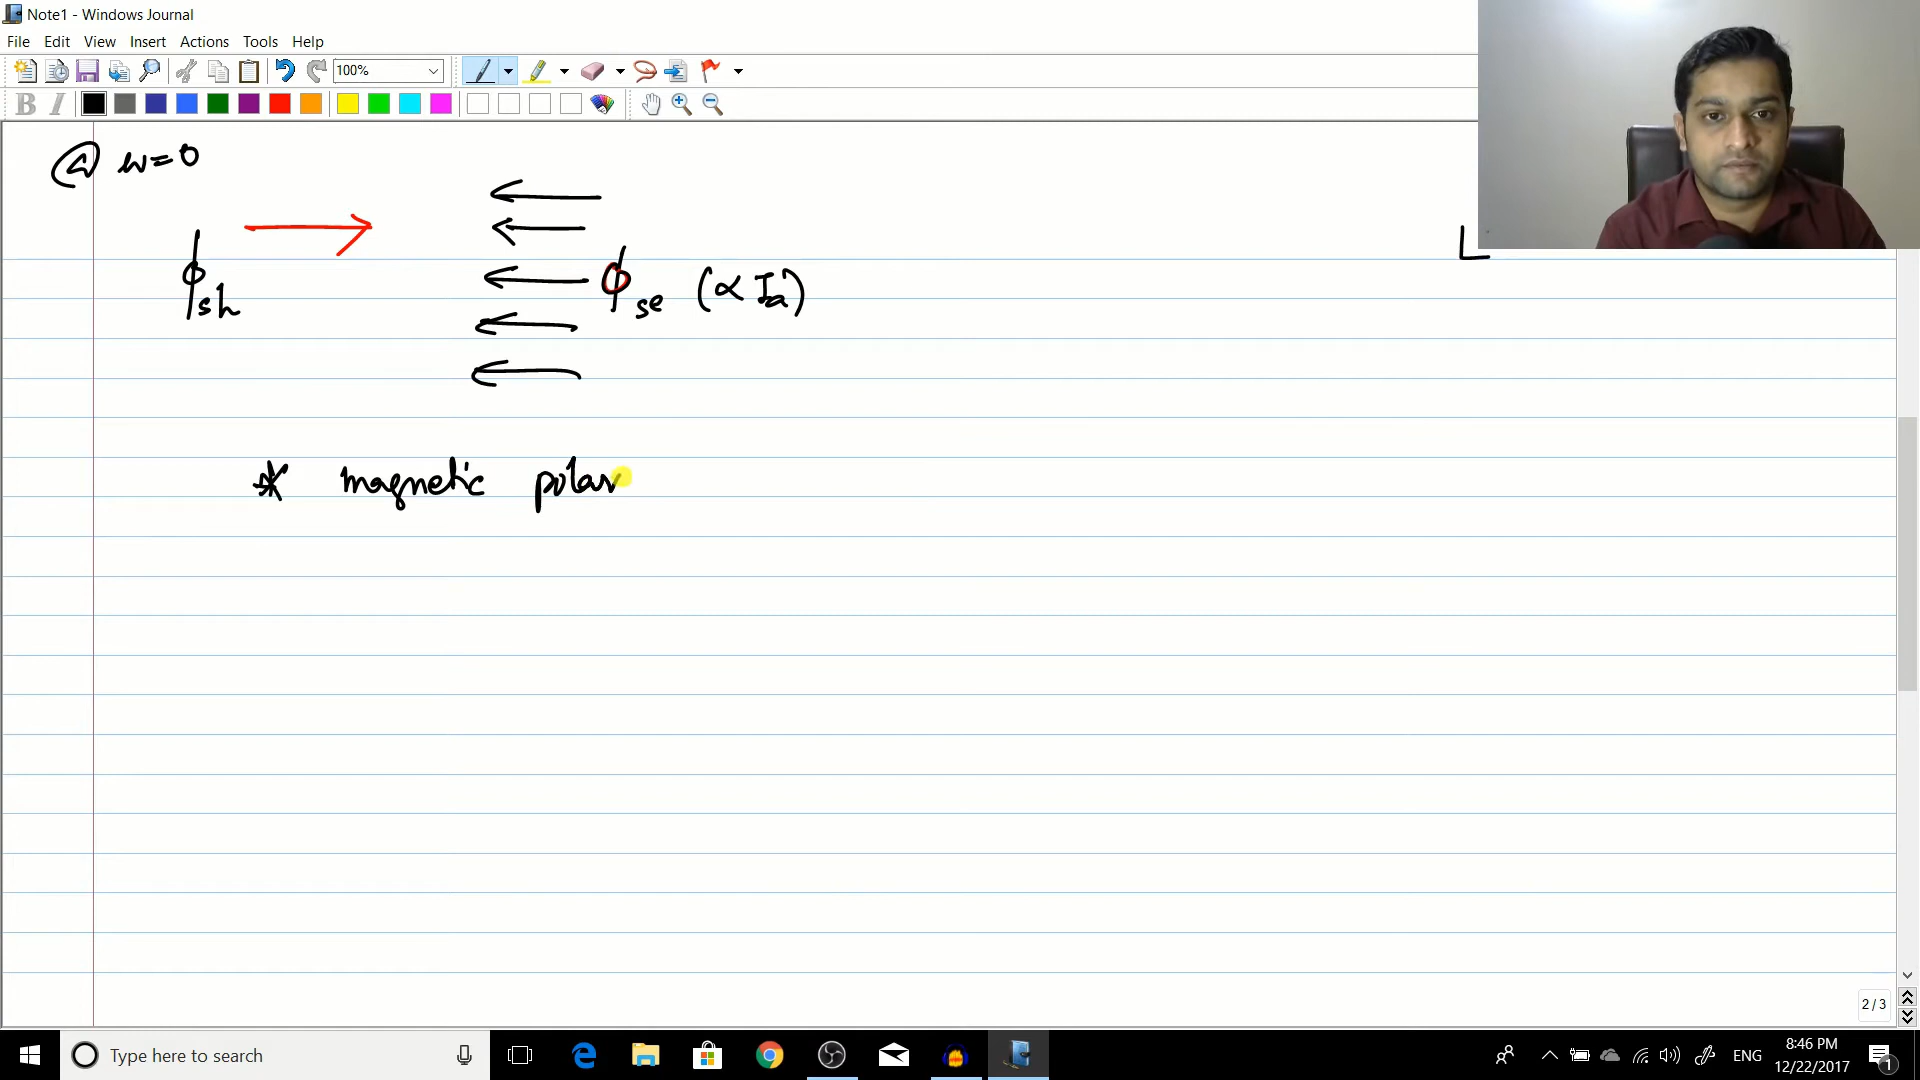 Note1 - Windows Journal
File Edit View Insert Actions Tools Help
100%
B I
@ w=0
ϕsh
ϕse (∝ Ia)
* magnetic polar
2 / 3
Type here to search
ENG
8:46 PM
12/22/2017
1